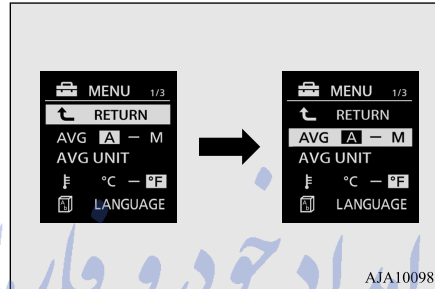 MENU 1/3
RETURN
AVG A – M
AVG UNIT
°C – °F
LANGUAGE
MENU 1/3
RETURN
AVG A – M
AVG UNIT
°C – °F
LANGUAGE
AJA10098